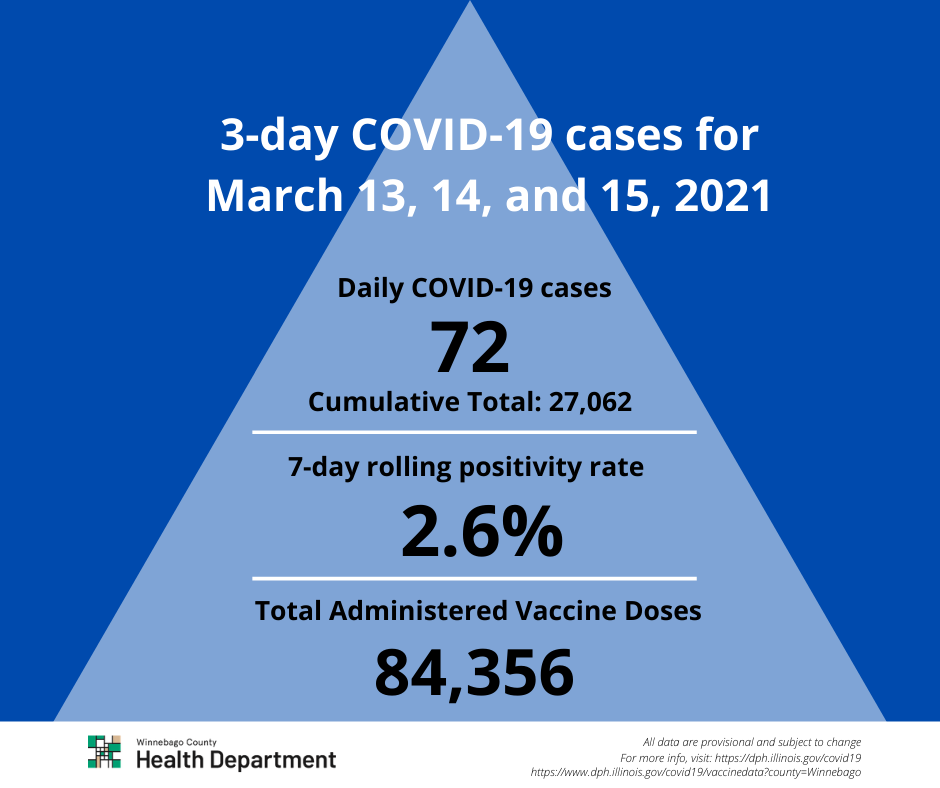 3-day COVID-19 cases for
March 13, 14, and 15, 2021
Daily COVID-19 cases
72
Cumulative Total: 27,062
7-day rolling positivity rate
2.6%
Total Administered Vaccine Doses
84,356
Winnebago County
Health Department
All data are provisional and subject to change
For more info, visit: https://dph.illinois.gov/covid19
https://www.dph.illinois.gov/covid19/vaccinedata?county=Winnebago